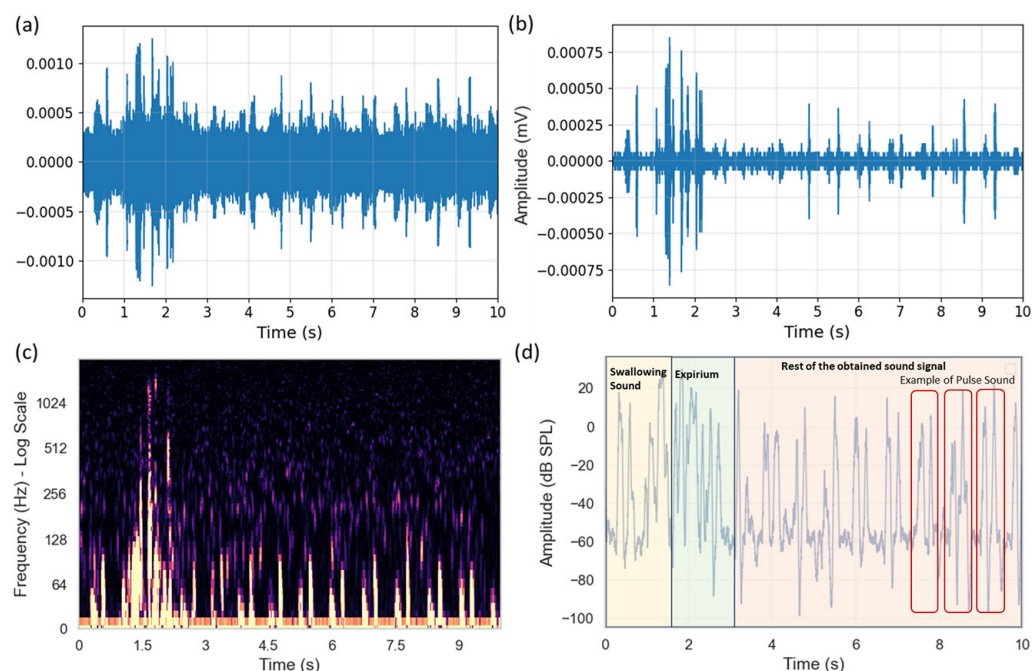 (a)
0.0010
0.0005
0.0000
−0.0005
−0.0010
0 1 2 3 4 5 6 7 8 9 10
Time (s)
(b)
Amplitude (mV)
0.00075
0.00050
0.00025
0.00000
−0.00025
−0.00050
−0.00075
0 1 2 3 4 5 6 7 8 9 10
Time (s)
(c)
Frequency (Hz) - Log Scale
1024
512
256
128
64
0
0 1.5 3 4.5 6 7.5 9
Time (s)
(d)
Amplitude (dB SPL)
20
0
−20
−40
−60
−80
−100
Swallowing
Sound
Expirium
Rest of the obtained sound signal
Example of Pulse Sound
0 2 4 6 8 10
Time (s)